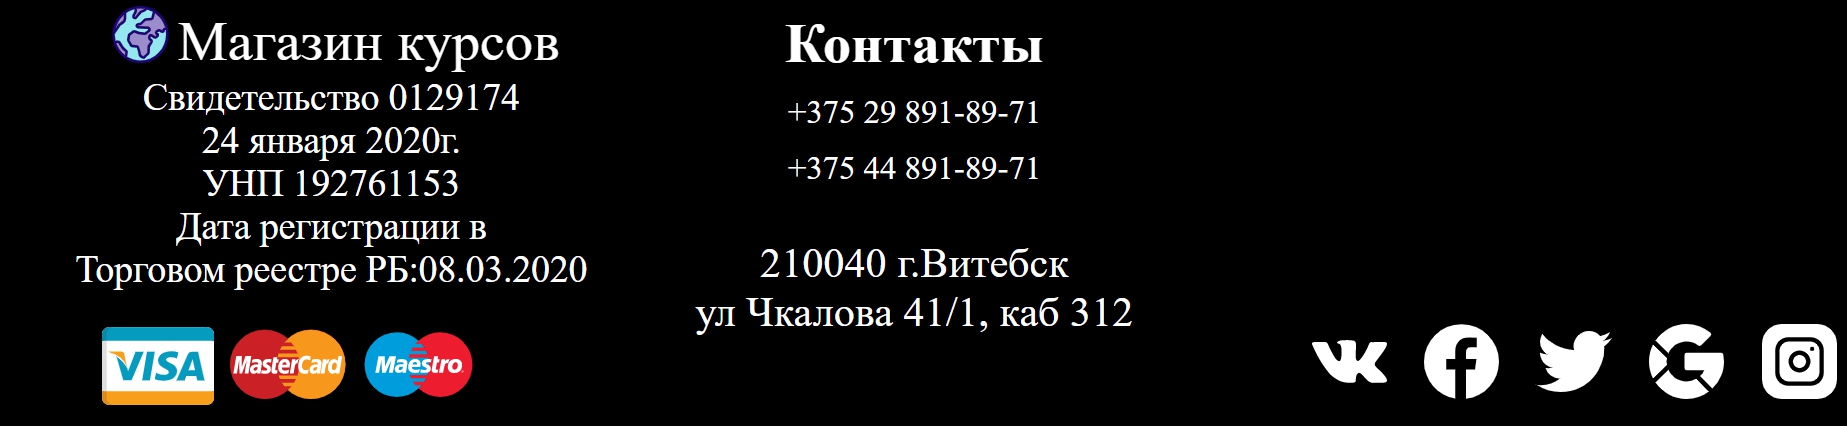 Магазин курсов
Свидетельство 0129174
24 января 2020г.
УНП 192761153
Дата регистрации в
Торговом реестре РБ:08.03.2020
VISA
MasterCard
Maestro
Контакты
+375 29 891-89-71
+375 44 891-89-71
210040 г.Витебск
ул Чкалова 41/1, каб 312